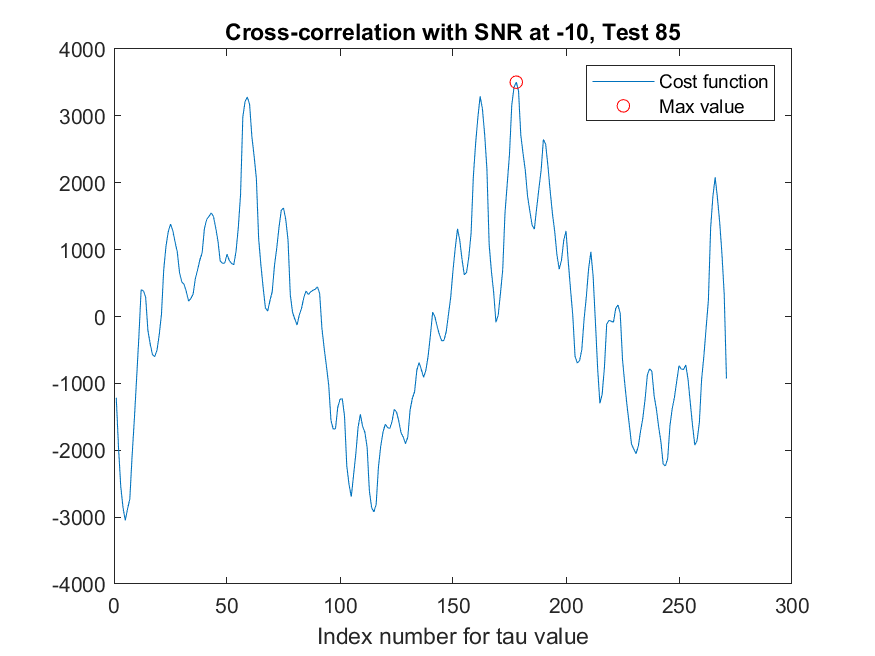 Cross-correlation with SNR at -10, Test 85
4000
3000
2000
1000
0
-1000
-2000
-3000
-4000
Cost function
Max value
0 50 100 150 200 250 300
Index number for tau value